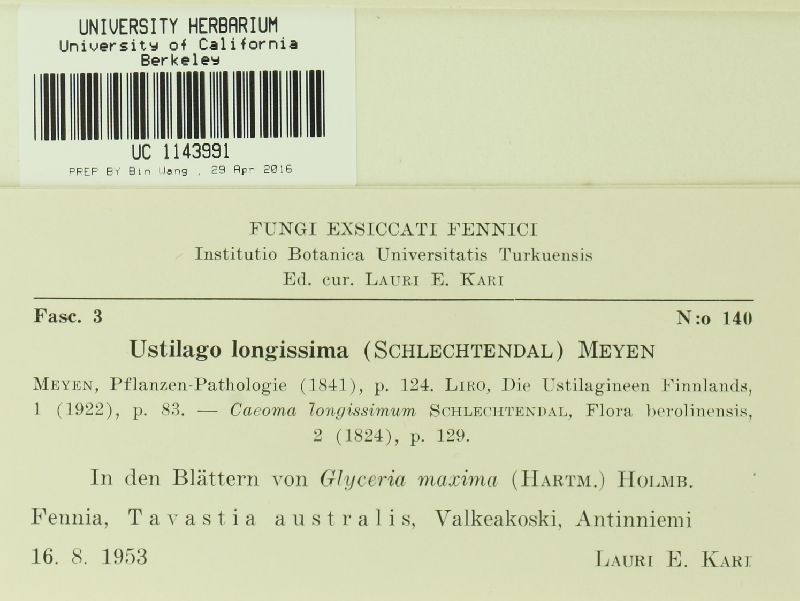 UNIVERSITY HERBARIUM
University of California
Berkeley
UC 1143991
PREP BY Bin Wang , 29 Apr 2016
FUNGI EXSICCATI FENNICI
Institutio Botanica Universitatis Turkuensis
Ed. cur. LAURI E. KARI
Fasc. 3 N:o 140
Ustilago longissima (SCHLECHTENDAL) MEYEN
MEYEN, Pflanzen-Pathologie (1841), p. 124. LIRO, Die Ustilagineen Finnlands,
1 (1922), p. 83. — Caeoma longissimum SCHLECHTENDAL, Flora berolinensis,
2 (1824), p. 129.
In den Blättern von Glyceria maxima (HARTM.) HOLMB.
Fennia, Tavastia australis, Valkeakoski, Antinniemi
16. 8. 1953 LAURI E. KARI